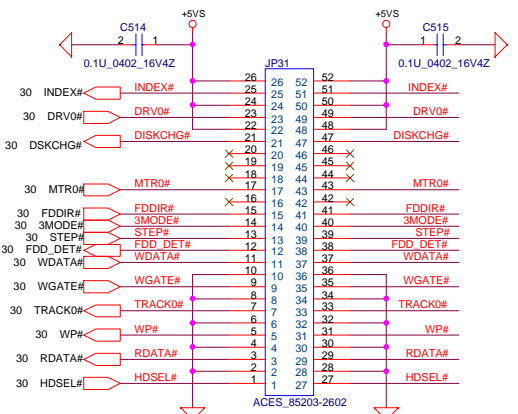 +5VS +5VS
C514 C515
2 1 1 2
0.1U_0402_16V4Z JP31 0.1U_0402_16V4Z
26 26 52 52
30 INDEX# INDEX# 25 25 51 51 INDEX#
24 24 50 50
30 DRV0# DRV0# 23 23 49 49 DRV0#
22 22 48 48
30 DSKCHG# DISKCHG# 21 21 47 47 DISKCHG#
20 20 46 46
19 19 45 45
18 18 44 44
30 MTR0# MTR0# 17 17 43 43 MTR0#
16 16 42 42
30 FDDIR# FDDIR# 15 15 41 41 FDDIR#
30 3MODE# 3MODE# 14 14 40 40 3MODE#
30 STEP# STEP# 13 13 39 39 STEP#
30 FDD_DET# FDD_DET# 12 12 38 38 FDD_DET#
30 WDATA# WDATA# 11 11 37 37 WDATA#
10 10 36 36
30 WGATE# WGATE# 9 9 35 35 WGATE#
8 8 34 34
30 TRACK0# TRACK0# 7 7 33 33 TRACK0#
6 6 32 32
30 WP# WP# 5 5 31 31 WP#
4 4 30 30
30 RDATA# RDATA# 3 3 29 29 RDATA#
2 2 28 28
30 HDSEL# HDSEL# 1 1 27 27 HDSEL#
ACES_85203-2602